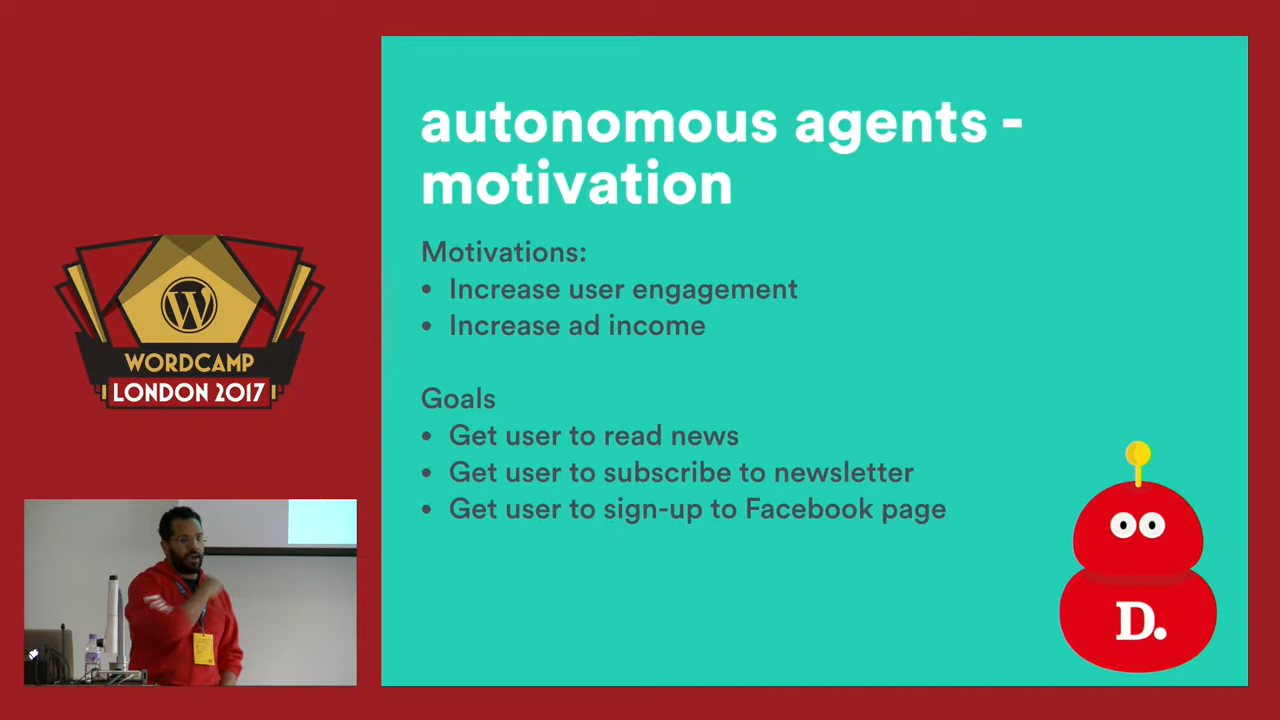 autonomous agents -
motivation
Motivations:
• Increase user engagement
• Increase ad income
Goals
• Get user to read news
• Get user to subscribe to newsletter
• Get user to sign-up to Facebook page
W
WORDCAMP
LONDON 2017
D.